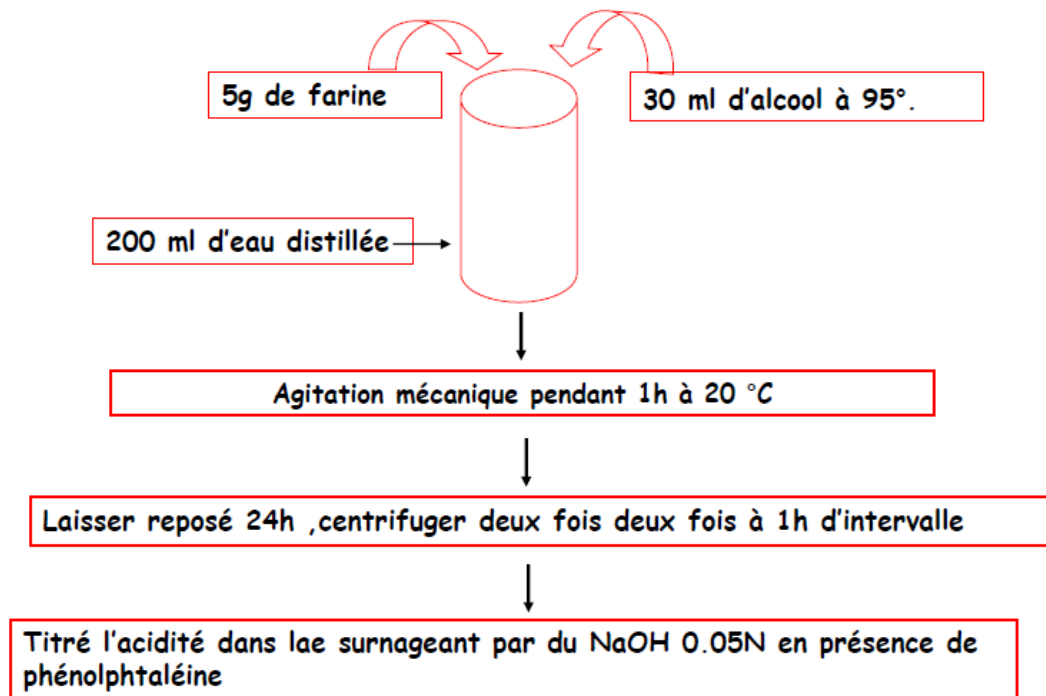 5g de farine
30 ml d'alcool à 95°.
200 ml d'eau distillée
Agitation mécanique pendant 1h à 20 °C
Laisser reposé 24h ,centrifuger deux fois deux fois à 1h d'intervalle
Titré l'acidité dans lae surnageant par du NaOH 0.05N en présence de
phénolphtaléine